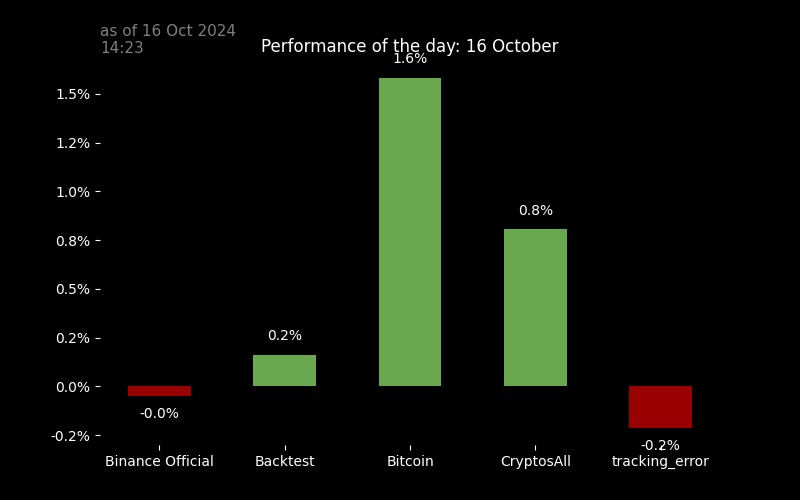 as of 16 Oct 2024
14:23
Performance of the day: 16 October
1.6%
1.5%
1.2%
1.0%
0.8%
0.8%
0.5%
0.2%
0.2%
0.0%
-0.0%
-0.2%
-0.2%
Binance Official
Backtest
Bitcoin
CryptosAll
tracking_error